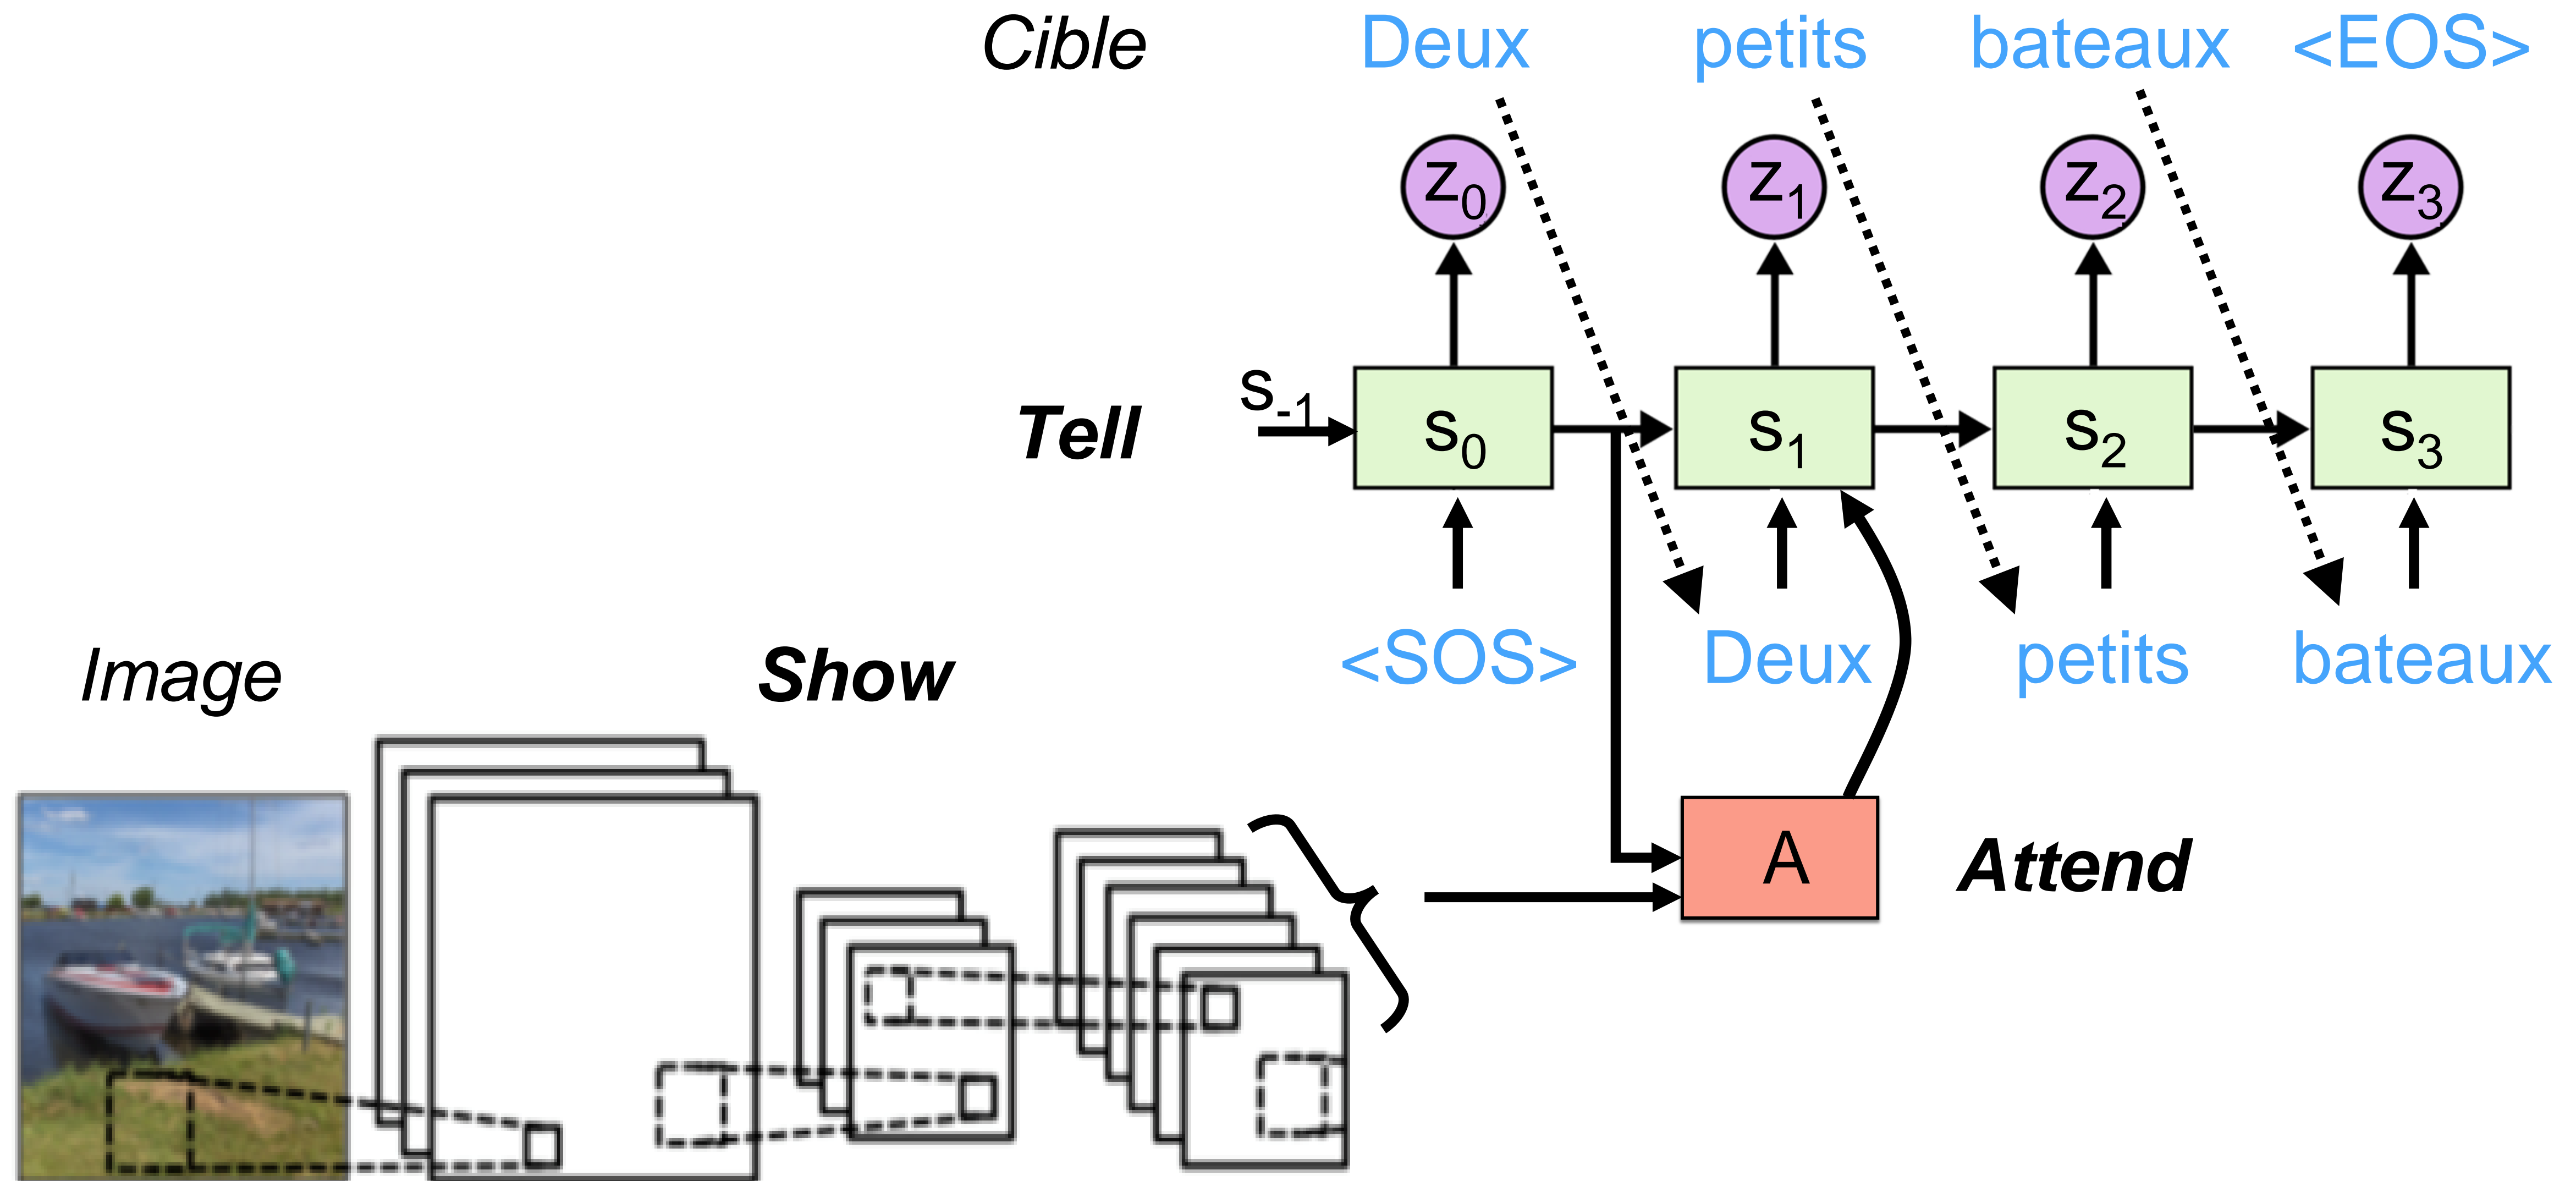 Cible Deux petits bateaux <EOS>
z0 z1 z2 z3
s-1
Tell s0 s1 s2 s3
<SOS> Deux petits bateaux
Image Show
A Attend